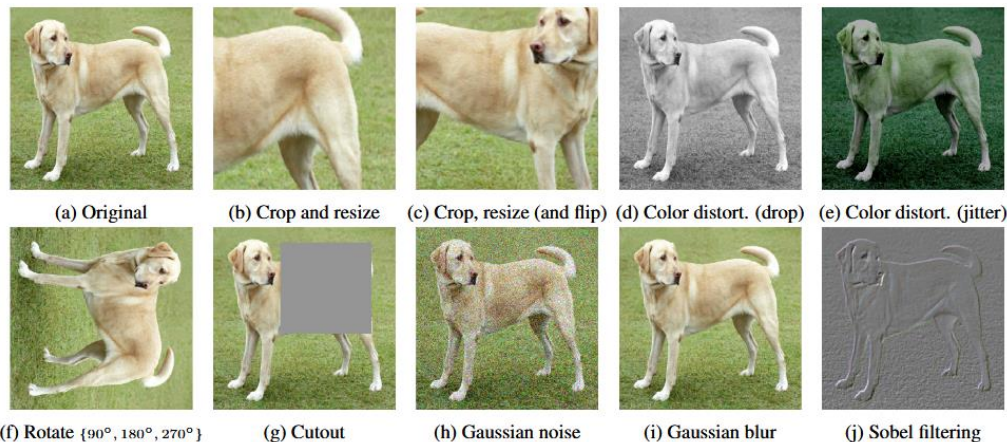 (a) Original
(b) Crop and resize
(c) Crop, resize (and flip)
(d) Color distort. (drop)
(e) Color distort. (jitter)
(f) Rotate {90°, 180°, 270°}
(g) Cutout
(h) Gaussian noise
(i) Gaussian blur
(j) Sobel filtering